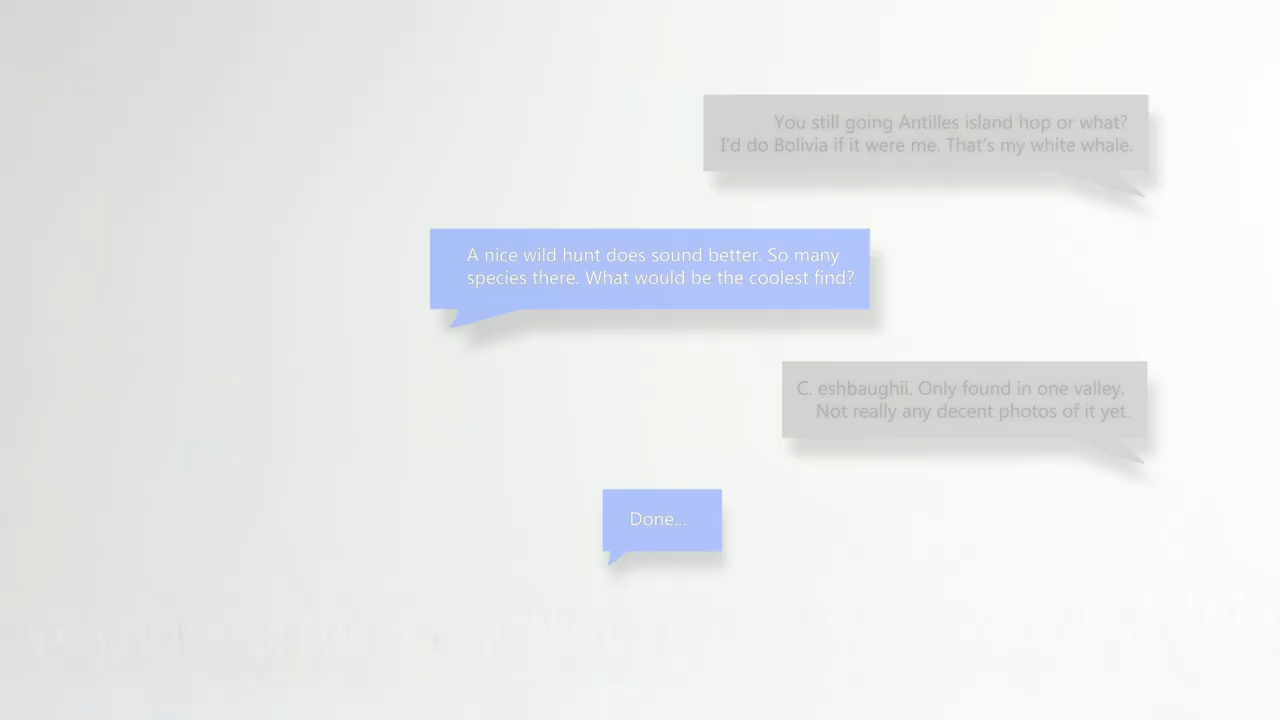 You still going Antilles island hop or what?
I'd do Bolivia if it were me. That's my white whale.
A nice wild hunt does sound better. So many
species there. What would be the coolest find?
C. eshbaughii. Only found in one valley.
Not really any decent photos of it yet.
Done...